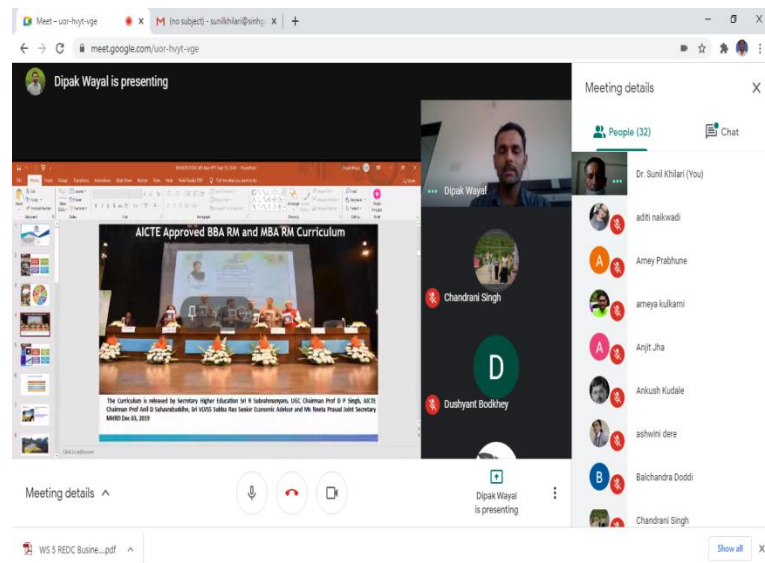 Meet – uor-hvyt-vge
(no subject) - sunilkhilari@sinhg
meet.google.com/uor-hvyt-vge
Dipak Wayal is presenting
AICTE Approved BBA RM and MBA RM Curriculum
The Curriculum is released by Secretary Higher Education Sri R Subrahmanyam, UGC Chairman Prof D P Singh, AICTE
Chairman Prof Anil D Sahasrabuddhe, Sri VLVSS Subba Rao Senior Economic Advisor and Ms Neeta Prasad Joint Secretary
MHRD Dec 03, 2019
Click to add notes
Dipak Wayal
Chandrani Singh
D
Dushyant Bodkhey
Meeting details
People (32)
Chat
Dr. Sunil Khilari (You)
aditi naikwadi
A
Amey Prabhune
ameya kulkarni
A
Anjit Jha
Ankush Kudale
ashwini dere
B
Balchandra Doddi
Chandrani Singh
Meeting details
Dipak Wayal
is presenting
WS 5 REDC Busine....pdf
Show all